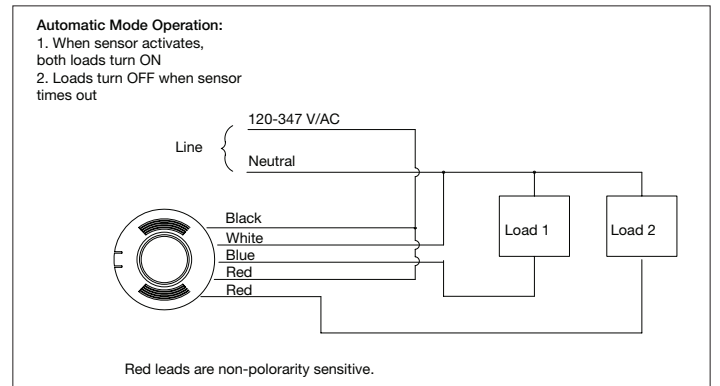 Automatic Mode Operation:
1. When sensor activates,
both loads turn ON
2. Loads turn OFF when sensor
times out
120-347 V/AC
Line
Neutral
Black
White
Blue
Red
Red
Load 1
Load 2
Red leads are non-polorarity sensitive.